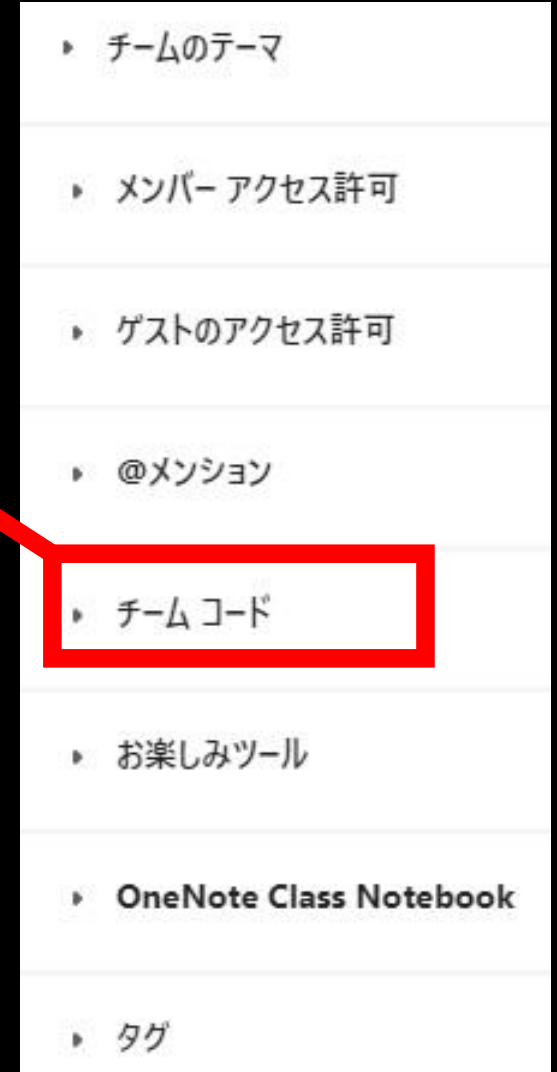 チームのテーマ
メンバー アクセス許可
ゲストのアクセス許可
@メンション
チーム コード
お楽しみツール
OneNote Class Notebook
タグ